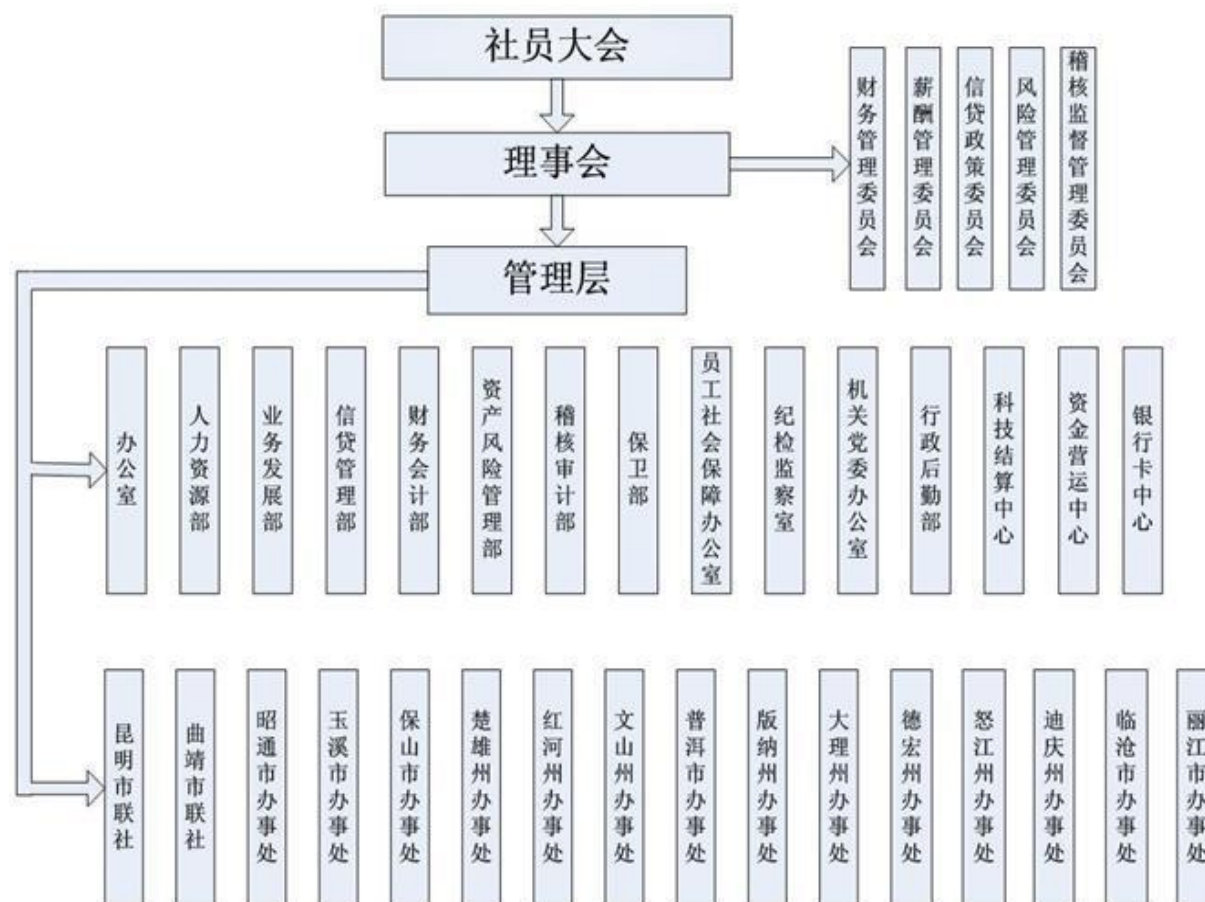 社员大会
理事会
管理层
财务管理委员会
薪酬管理委员会
信贷政策委员会
风险管理委员会
稽核监督管理委员会
办公室
人力资源部
业务发展部
信贷管理部
财务会计部
资产风险管理部
稽核审计部
保卫部
员工社会保障办公室
纪检监察室
机关党委办公室
行政后勤部
科技结算中心
资金营运中心
银行卡中心
昆明市联社
曲靖市联社
昭通市办事处
玉溪市办事处
保山市办事处
楚雄州办事处
红河州办事处
文山州办事处
普洱市办事处
版纳州办事处
大理州办事处
德宏州办事处
怒江州办事处
迪庆州办事处
临沧市办事处
丽江市办事处